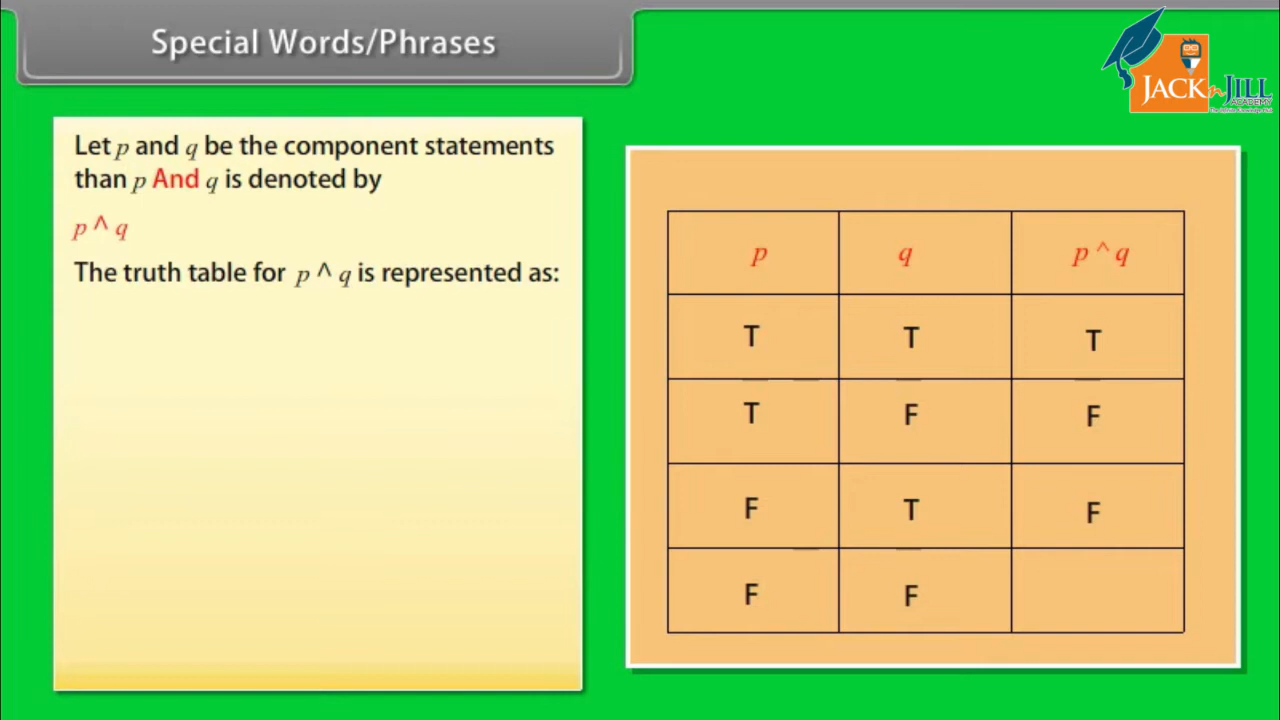 Special Words/Phrases
JACK n JILL
ACADEMY
Let p and q be the component statements
than p And q is denoted by
p ^ q
The truth table for p ^ q is represented as:
p q p ^ q
T T T
T F F
F T F
F F